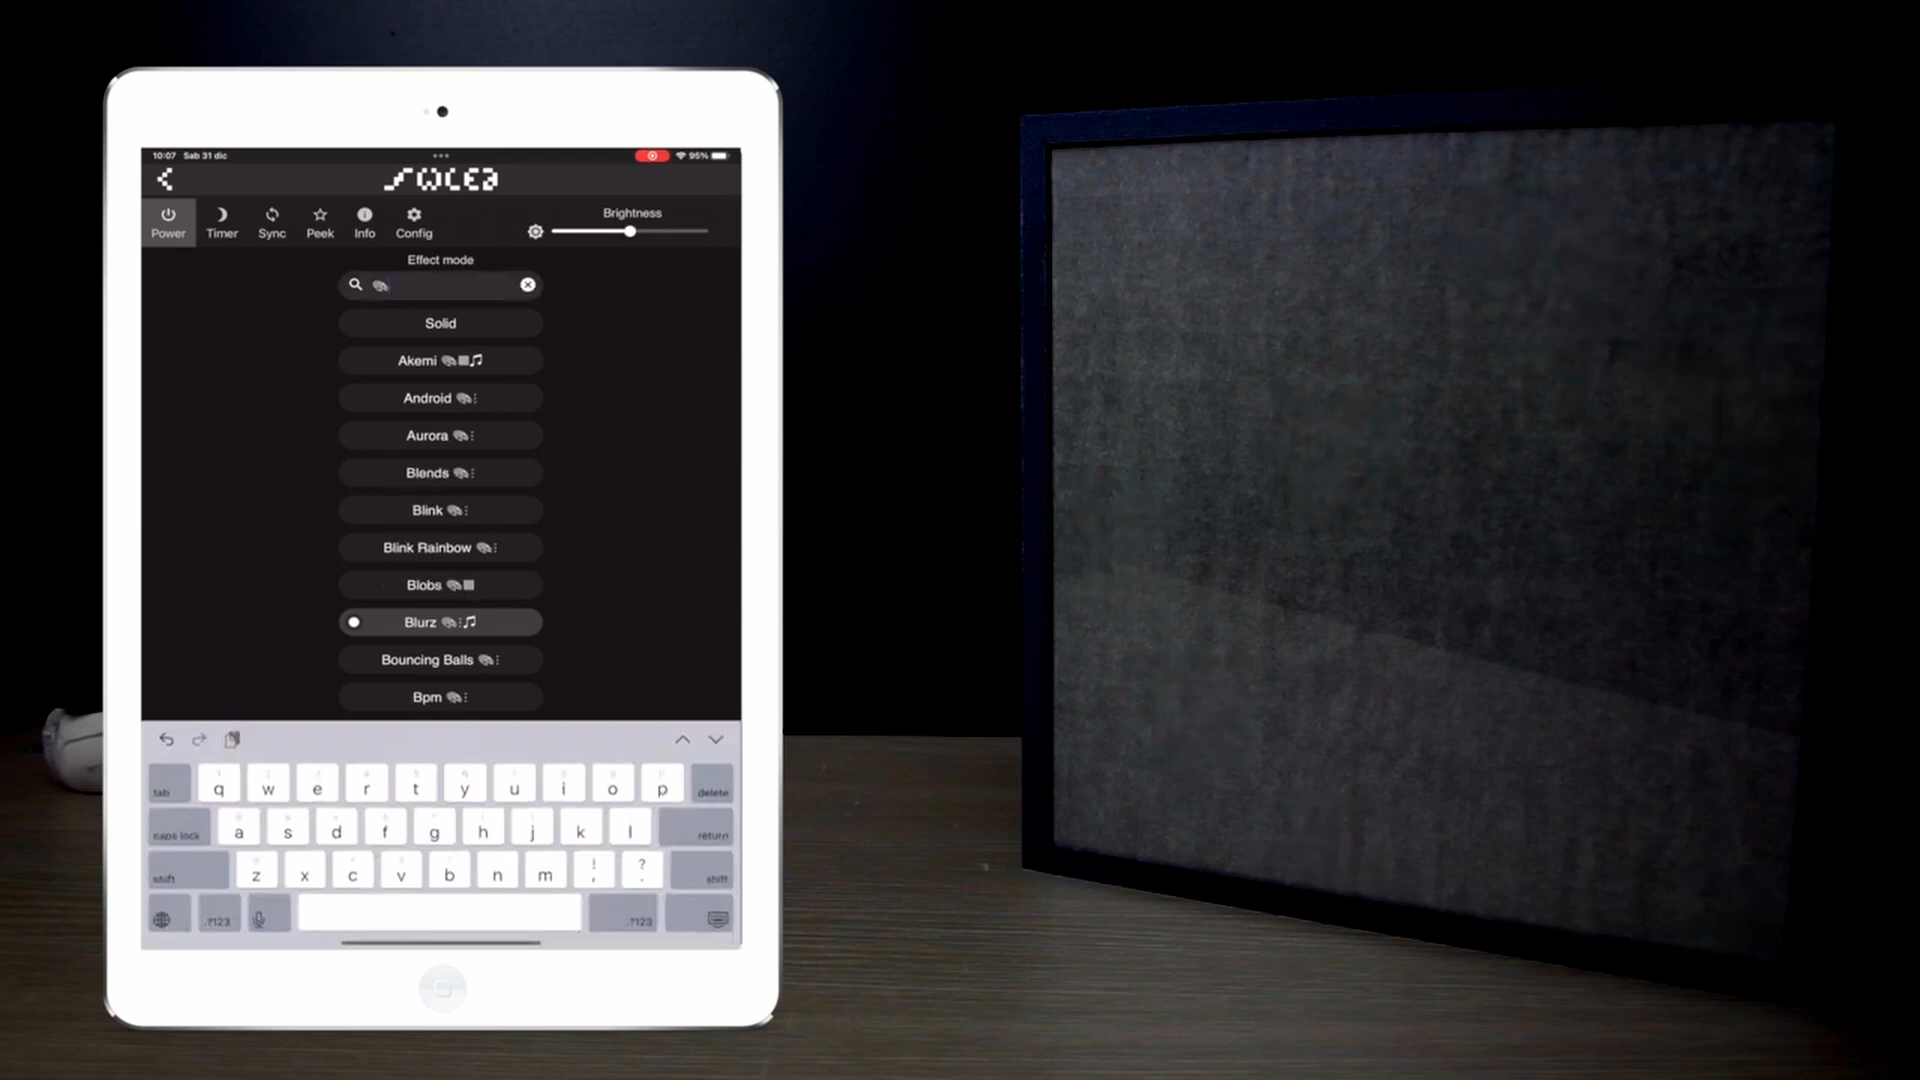 10:07 Sab 31 dic
95%
Power
Timer
Sync
Peek
Info
Config
Brightness
Effect mode
Solid
Akemi
Android
Aurora
Blends
Blink
Blink Rainbow
Blobs
Blurz
Bouncing Balls
Bpm
tab q w e r t y u i o p delete
caps lock a s d f g h j k l return
shift z x c v b n m ! , ? . shift
.?123 .?123